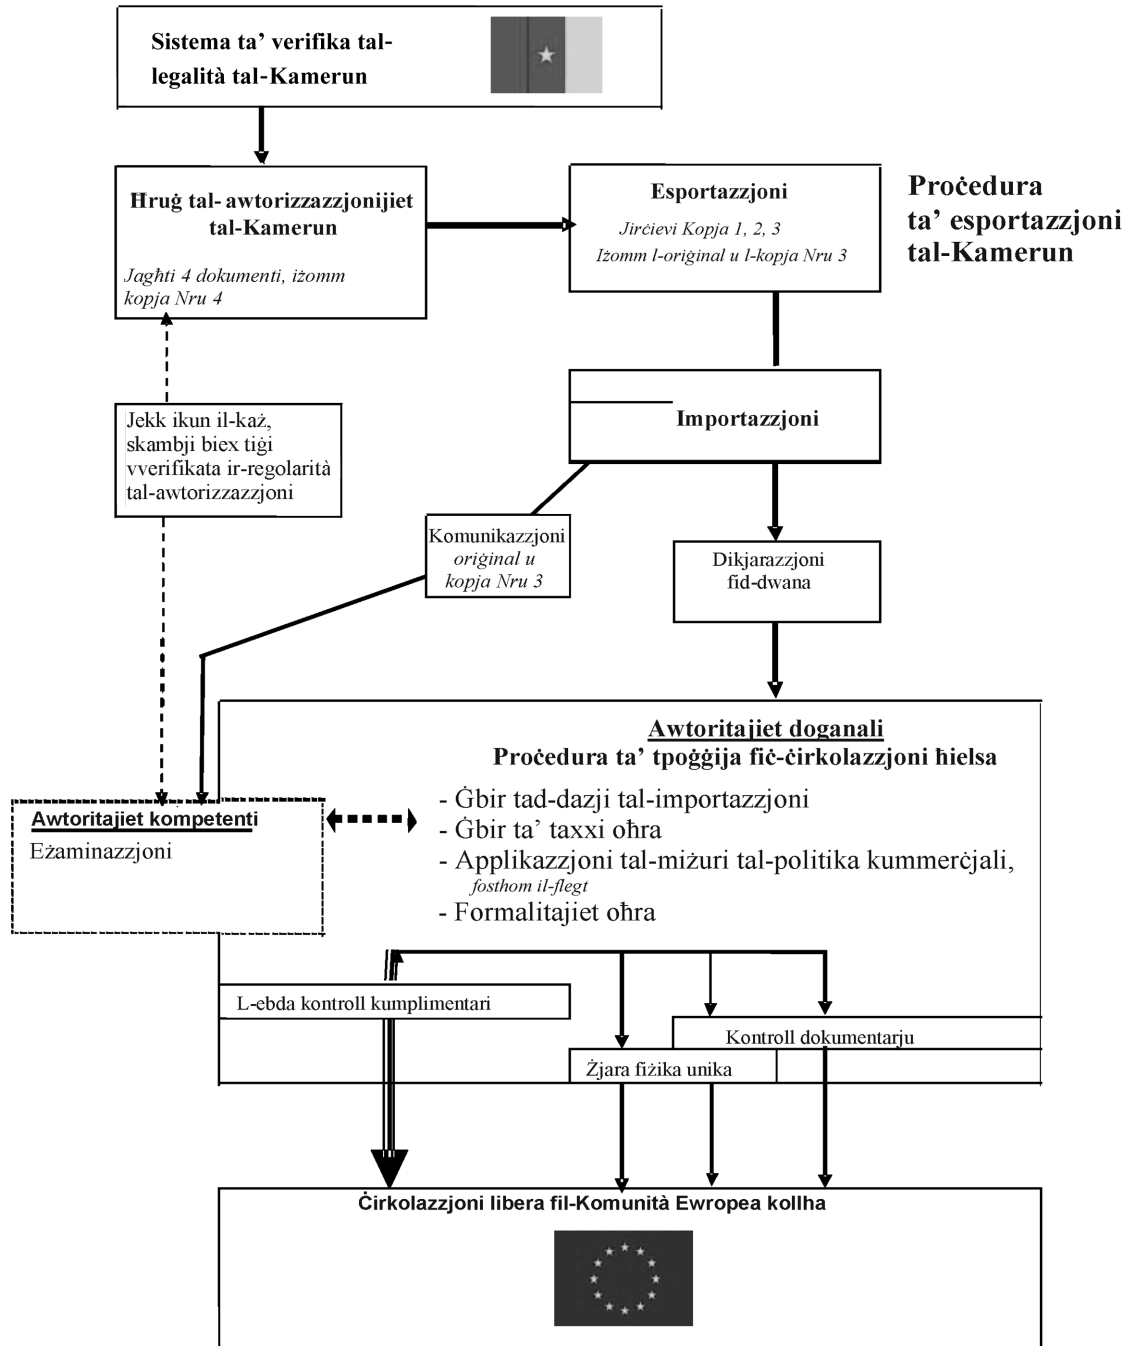 Sistema ta’ verifika tal-
legalità tal-Kamerun
Ħruġ tal-awtorizzazzjonijiet
tal-Kamerun
Jagħti 4 dokumenti, iżomm
kopja Nru 4
Esportazzjoni
Jirċievi Kopja 1, 2, 3
Iżomm l-oriġinal u l-kopja Nru 3
Proċedura
ta’ esportazzjoni
tal-Kamerun
Importazzjoni
Jekk ikun il-każ,
skambji biex tiġi
vverifikata ir-regolarità
tal-awtorizzazzjoni
Komunikazzjoni
oriġinal u
kopja Nru 3
Dikjarazzjoni
fid-dwana
Awtoritajiet doganali
Proċedura ta’ tpoġġija fiċ-ċirkolazzjoni ħielsa
- Ġbir tad-dazji tal-importazzjoni
- Ġbir ta’ taxxi oħra
- Applikazzjoni tal-miżuri tal-politika kummerċjali,
fosthom il-flegt
- Formalitajiet oħra
Awtoritajiet kompetenti
Eżaminazzjoni
L-ebda kontroll kumplimentari
Kontroll dokumentarju
Żjara fiżika unika
Ċirkolazzjoni libera fil-Komunità Ewropea kollha